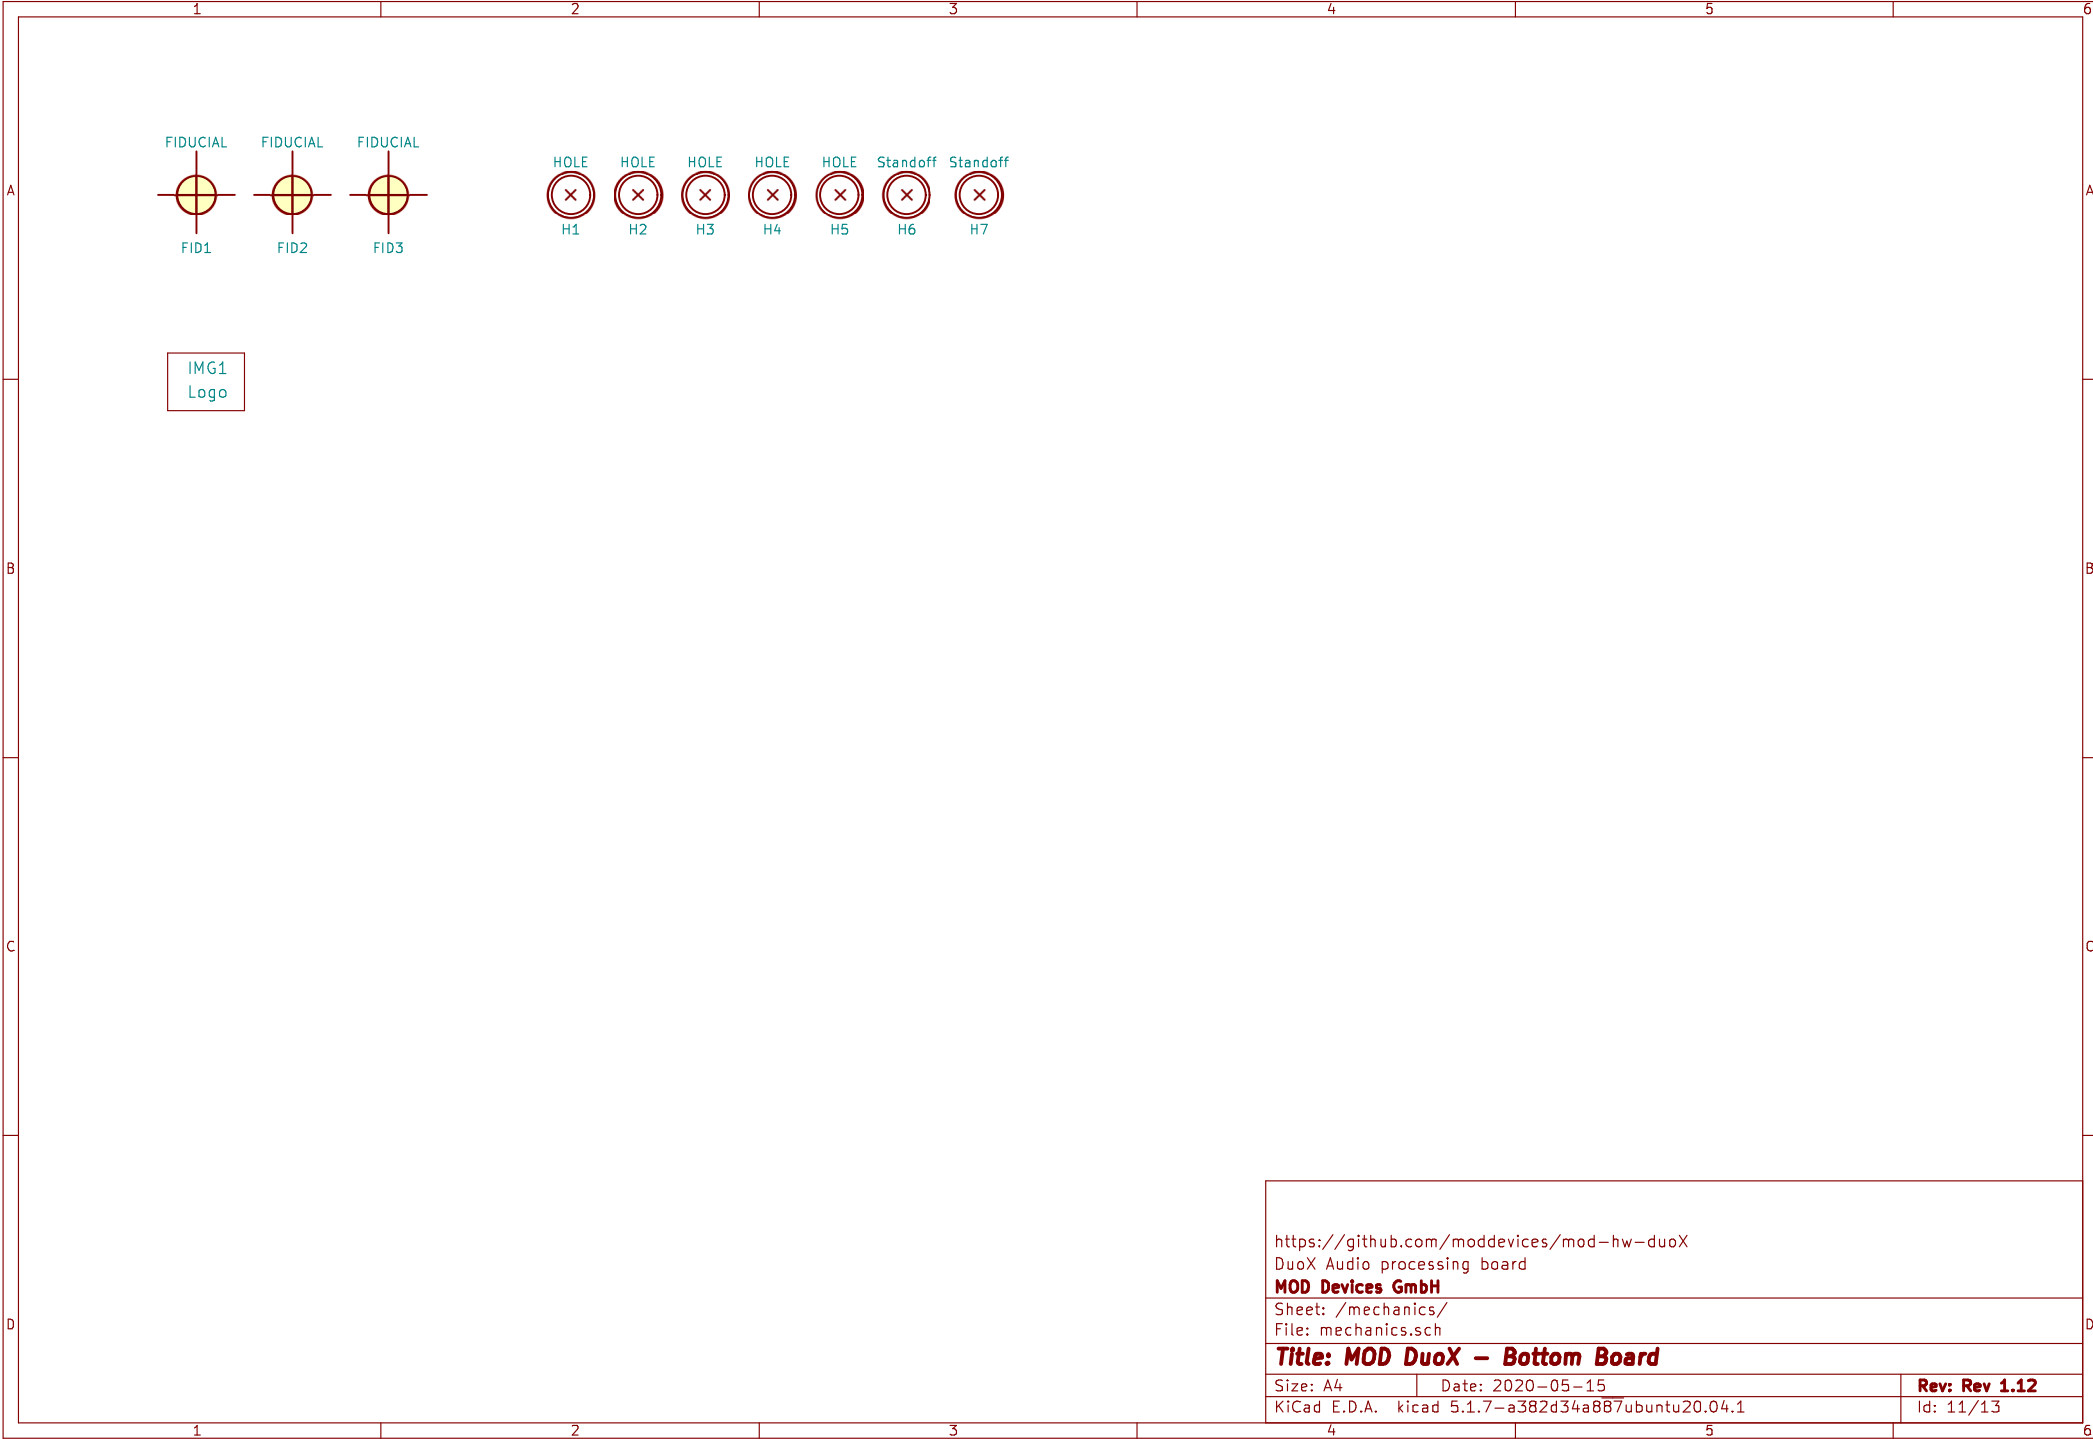 1 2 3 4 5 6
FIDUCIAL FIDUCIAL FIDUCIAL
HOLE HOLE HOLE HOLE HOLE Standoff Standoff
A A
H1 H2 H3 H4 H5 H6 H7
FID1 FID2 FID3
IMG1
Logo
B B
C C
https://github.com/moddevices/mod-hw-duoX
DuoX Audio processing board
MOD Devices GmbH
Sheet: /mechanics/
File: mechanics.sch
D D
Title: MOD DuoX - Bottom Board
Size: A4 Date: 2020-05-15 Rev: Rev 1.12
KiCad E.D.A. kicad 5.1.7-a382d34a887ubuntu20.04.1 Id: 11/13
1 2 3 4 5 6